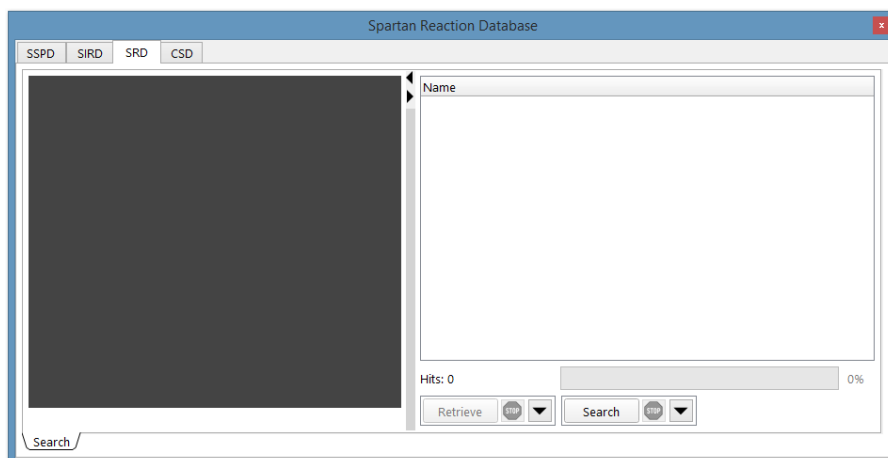 Spartan Reaction Database
x
SSPD SIRD SRD CSD
Name
Hits: 0 0%
Retrieve STOP Search STOP
Search